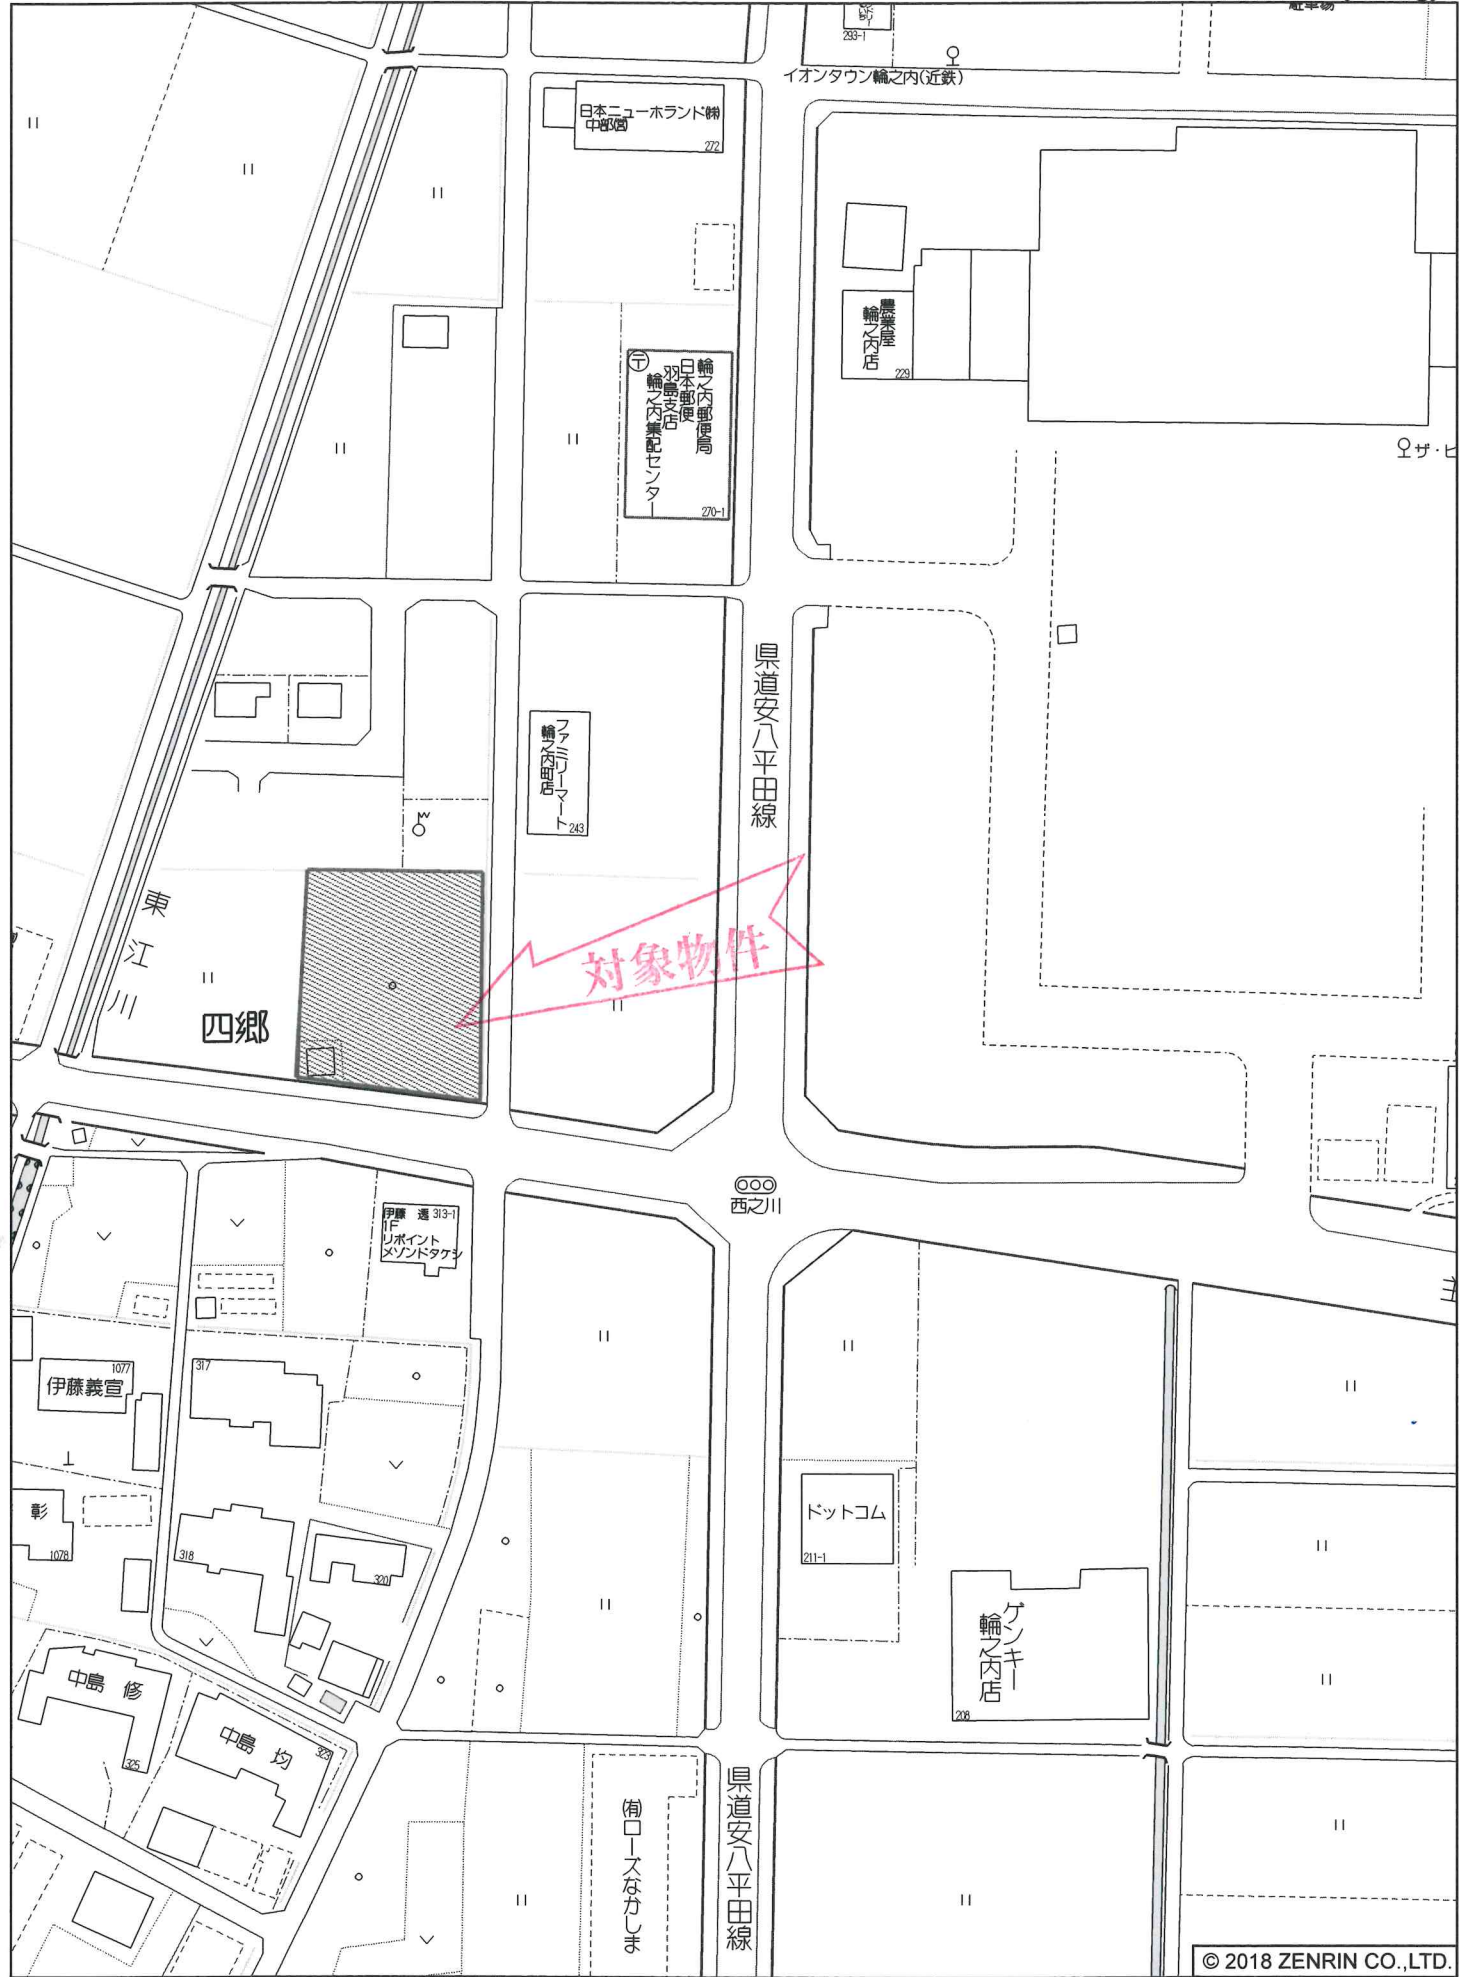 駐車場
293-1
イオンタウン輪之内(近鉄)
日本ニューホランド㈱
中部㈺
272
農業屋
輪之内店
229
輪之内郵便局
日本郵便
羽島支店
輪之内集配センター
270-1
ザ・ビ
県道安八平田線
ファミリーマート
輪之内町店
243
東江川
対象物件
四郷
西之川
伊藤 選 313-1
1F
リポイント
メゾンドタケシ
主
1077
伊藤義宣
317
彰
1078
318
320
ドットコム
211-1
ゲンキー
輪之内店
208
中島 修
325
中島 均
323
㈲ローズなかしま
県道安八平田線
© 2018 ZENRIN CO.,LTD.